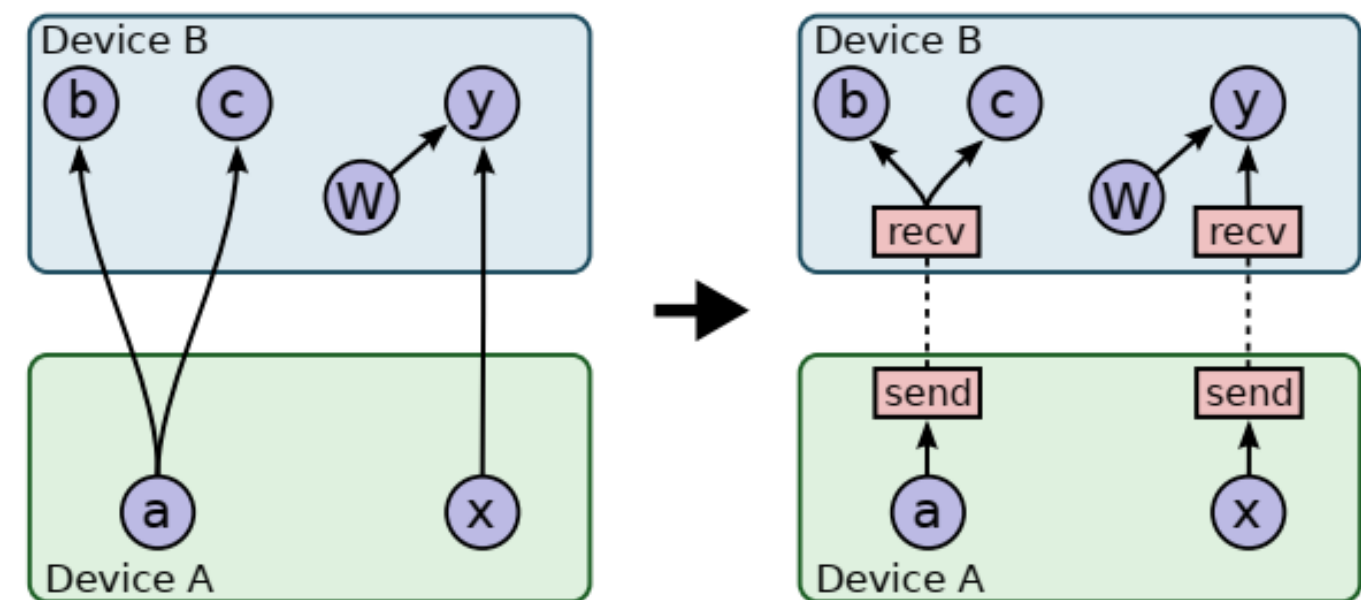 Device B
b
c
y
W
a
x
Device A
Device B
b
c
y
W
recv
recv
send
send
a
x
Device A